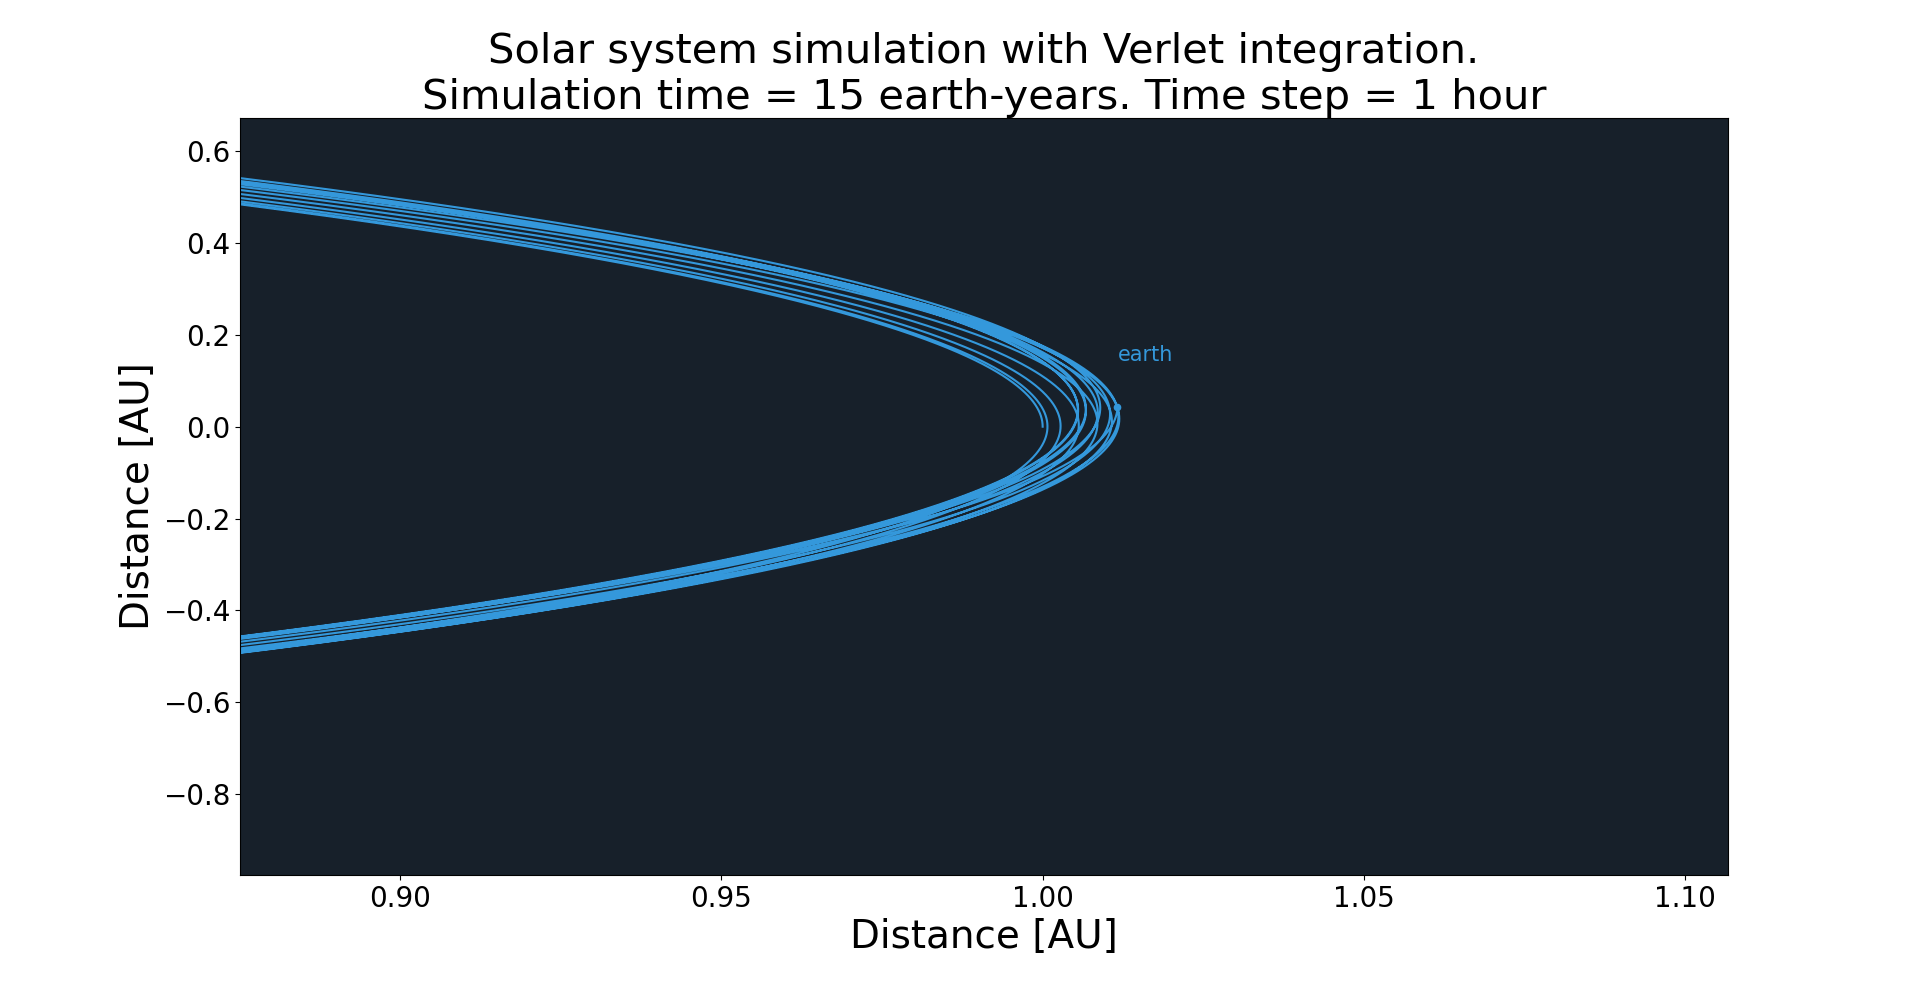 Solar system simulation with Verlet integration.
Simulation time = 15 earth-years. Time step = 1 hour
0.6
0.4
0.2
0.0
−0.2
−0.4
−0.6
−0.8
Distance [AU]
earth
0.90
0.95
1.00
1.05
1.10
Distance [AU]